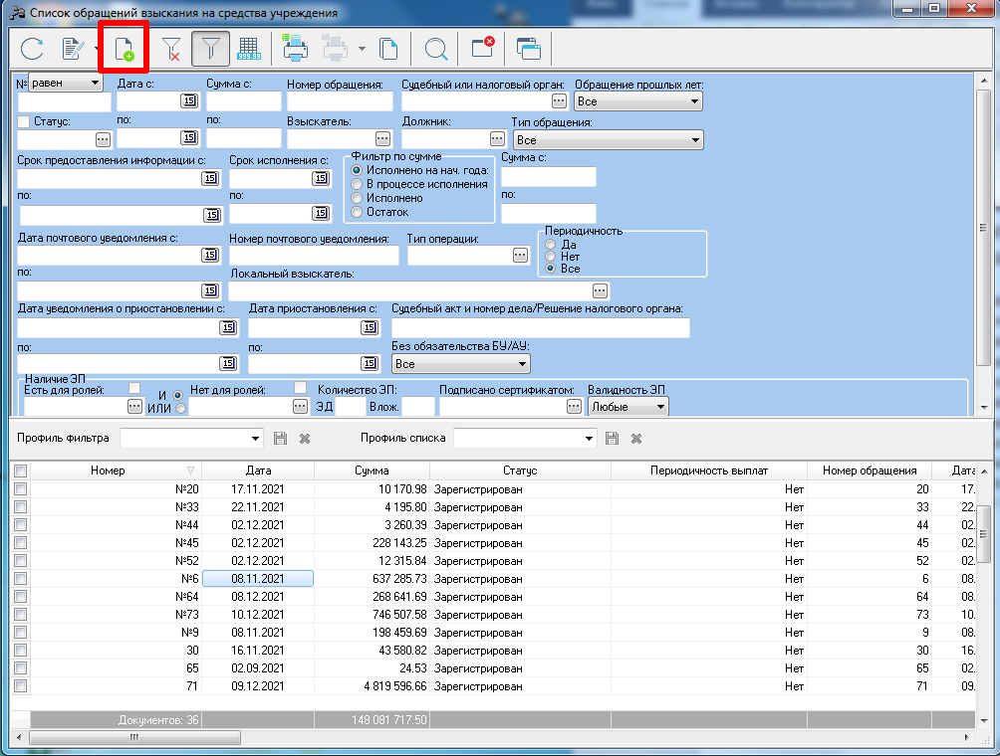 Список обращений взыскания на средства учреждения
№ равен Дата с: Сумма с: Номер обращения: Судебный или налоговый орган: Обращение прошлых лет:
15 Все
Статус: по: по: Взыскатель: Должник: Тип обращения:
15 Все
Срок предоставления информации с: Срок исполнения с: Фильтр по сумме Сумма с:
15 15 Исполнено на нач. года:
В процессе исполнения
по: по: Исполнено по:
15 15 Остаток
Дата почтового уведомления с: Номер почтового уведомления: Тип операции: Периодичность
15 Да
Нет
по: Локальный взыскатель: Все
15
Дата уведомления о приостановлении с: Дата приостановления с: Судебный акт и номер дела/Решение налогового органа:
15 15
по: по: Без обязательства БУ/АУ:
15 15 Все
Наличие ЭП
Есть для ролей: И Нет для ролей: Количество ЭП: Подписано сертификатом: Валидность ЭП
ИЛИ ЭД Влож. Любые
Профиль фильтра Профиль списка
Номер Дата Сумма Статус Периодичность выплат Номер обращения Дата
№20 17.11.2021 10 170.98 Зарегистрирован Нет 20 17.
№33 22.11.2021 4 195.80 Зарегистрирован Нет 33 22.
№44 02.12.2021 3 260.39 Зарегистрирован Нет 44 02.
№45 02.12.2021 228 143.25 Зарегистрирован Нет 45 02.
№52 02.12.2021 12 315.84 Зарегистрирован Нет 52 02.
№6 08.11.2021 637 285.73 Зарегистрирован Нет 6 08.
№64 08.12.2021 268 641.69 Зарегистрирован Нет 64 08.
№73 10.12.2021 746 507.58 Зарегистрирован Нет 73 10.
№9 08.11.2021 198 459.69 Зарегистрирован Нет 9 08.
30 16.11.2021 43 580.82 Зарегистрирован Нет 30 16.
65 02.09.2021 24.53 Зарегистрирован Нет 65 02.
71 09.12.2021 4 819 596.66 Зарегистрирован Нет 71 09.
Документов: 36 148 081 717.50